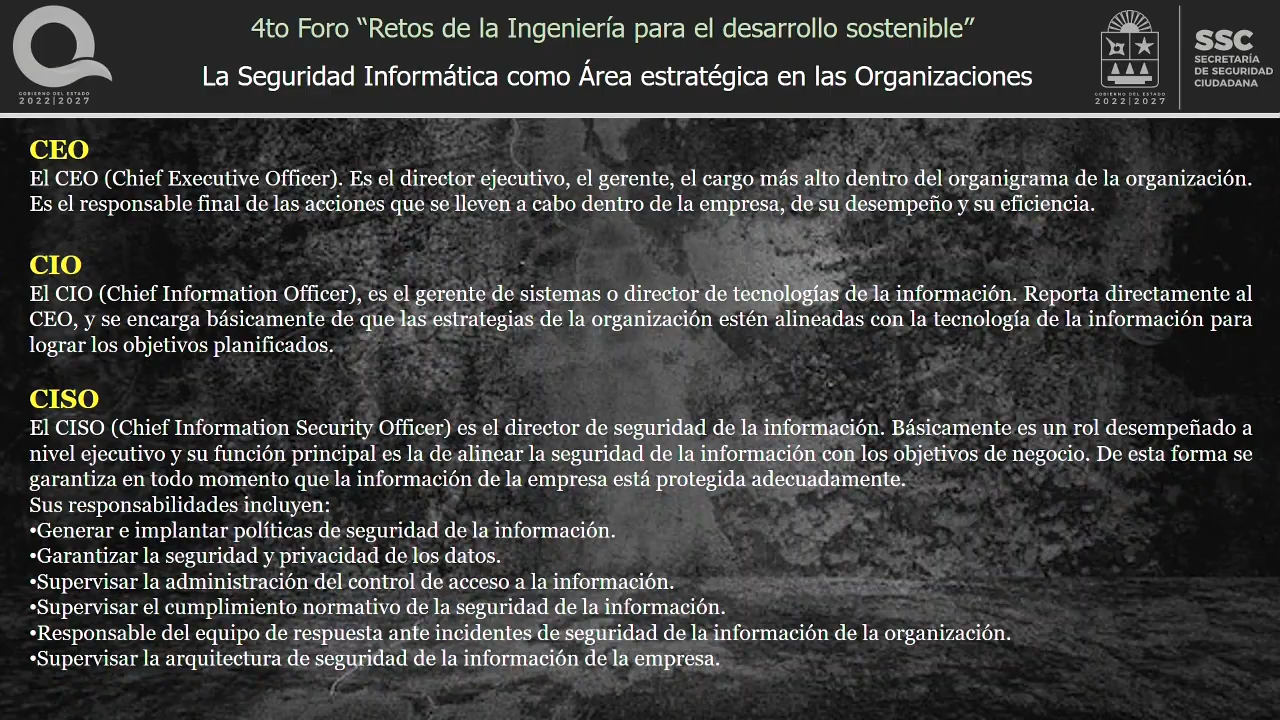 4to Foro “Retos de la Ingeniería para el desarrollo sostenible”
La Seguridad Informática como Área estratégica en las Organizaciones
GOBIERNO DEL ESTADO
2022|2027
GOBIERNO DEL ESTADO
2022|2027
SSC
SECRETARÍA
DE SEGURIDAD
CIUDADANA
CEO
El CEO (Chief Executive Officer). Es el director ejecutivo, el gerente, el cargo más alto dentro del organigrama de la organización.
Es el responsable final de las acciones que se lleven a cabo dentro de la empresa, de su desempeño y su eficiencia.
CIO
El CIO (Chief Information Officer), es el gerente de sistemas o director de tecnologías de la información. Reporta directamente al
CEO, y se encarga básicamente de que las estrategias de la organización estén alineadas con la tecnología de la información para
lograr los objetivos planificados.
CISO
El CISO (Chief Information Security Officer) es el director de seguridad de la información. Básicamente es un rol desempeñado a
nivel ejecutivo y su función principal es la de alinear la seguridad de la información con los objetivos de negocio. De esta forma se
garantiza en todo momento que la información de la empresa está protegida adecuadamente.
Sus responsabilidades incluyen:
•Generar e implantar políticas de seguridad de la información.
•Garantizar la seguridad y privacidad de los datos.
•Supervisar la administración del control de acceso a la información.
•Supervisar el cumplimiento normativo de la seguridad de la información.
•Responsable del equipo de respuesta ante incidentes de seguridad de la información de la organización.
•Supervisar la arquitectura de seguridad de la información de la empresa.